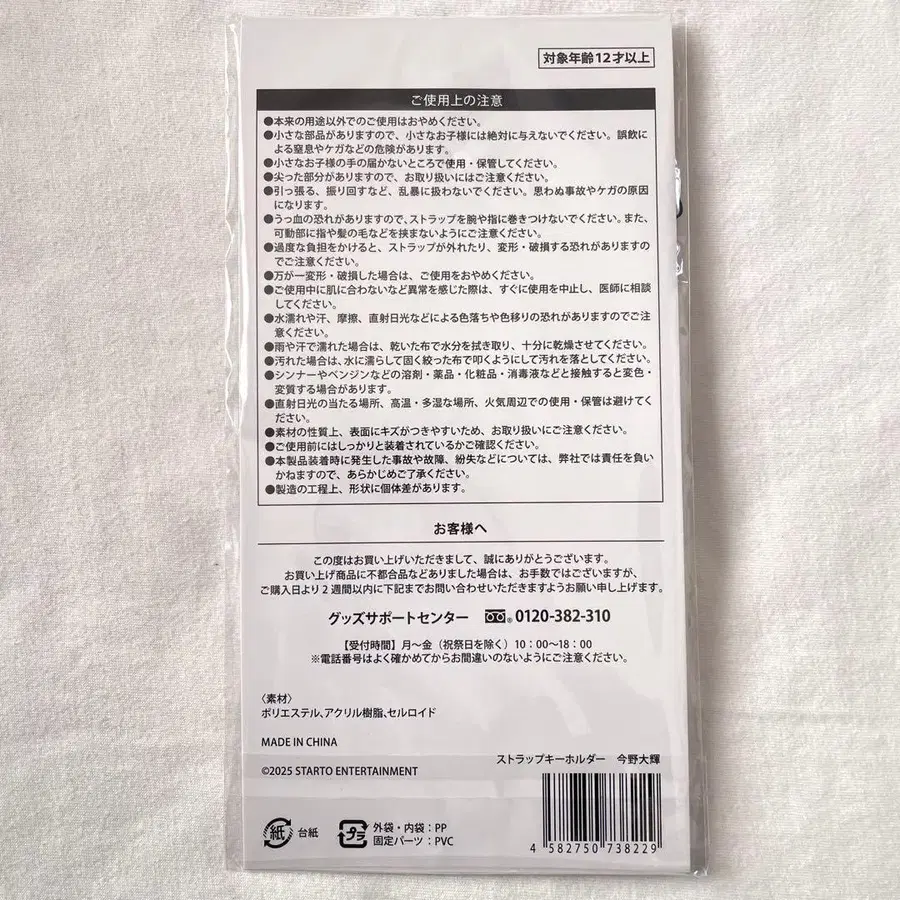 対象年齢12才以上
ご使用上の注意
●本来の用途以外でのご使用はおやめください。
●小さな部品がありますので、小さなお子様には絶対に与えないでください。誤飲に
よる窒息やケガなどの危険があります。
●小さなお子様の手の届かないところで使用・保管してください。
●尖った部分がありますので、お取り扱いにはご注意ください。
●引っ張る、振り回すなど、乱暴に扱わないでください。思わぬ事故やケガの原因
になります。
●うっ血の恐れがありますので、ストラップを腕や指に巻きつけないでください。また、
可動部に指や髪の毛などを挟まないようにご注意ください。
●過度な負担をかけると、ストラップが外れたり、変形・破損する恐れがありますの
でご注意ください。
●万が一変形・破損した場合は、ご使用をおやめください。
●ご使用中に肌に合わないなど異常を感じた際は、すぐに使用を中止し、医師に相談
してください。
●水濡れや汗、摩擦、直射日光などによる色落ちや色移りの恐れがありますのでご注
意ください。
●雨や汗で濡れた場合は、乾いた布で水分を拭き取り、十分に乾燥させてください。
●汚れた場合は、水に濡らして固く絞った布で叩くようにして汚れを落としてください。
●シンナーやベンジンなどの溶剤・薬品・化粧品・消毒液などと接触すると変色・
変質する場合があります。
●直射日光の当たる場所、高温・多湿な場所、火気周辺での使用・保管は避けてく
ださい。
●素材の性質上、表面にキズがつきやすいため、お取り扱いにご注意ください。
●ご使用前にはしっかりと装着されているかご確認ください。
●本製品装着時に発生した事故や故障、紛失などについては、弊社では責任を負い
かねますので、あらかじめご了承ください。
●製造の工程上、形状に個体差があります。
お客様へ
この度はお買い上げいただきまして、誠にありがとうございます。
お買い上げ商品に不都合品などありました場合は、お手数ではございますが、
ご購入日より2週間以内に下記までお問い合わせいただきますようお願い申し上げます。
グッズサポートセンター ® 0120-382-310
【受付時間】月〜金（祝祭日を除く）10：00〜18：00
※電話番号はよく確かめてからお間違いのないようにご注意ください。
〈素材〉
ポリエステル、アクリル樹脂、セルロイド
MADE IN CHINA
ストラップキーホルダー 今野大輝
©2025 STARTO ENTERTAINMENT
紙 台紙
プラ 外袋・内袋：PP
固定パーツ：PVC
4 582750 738229